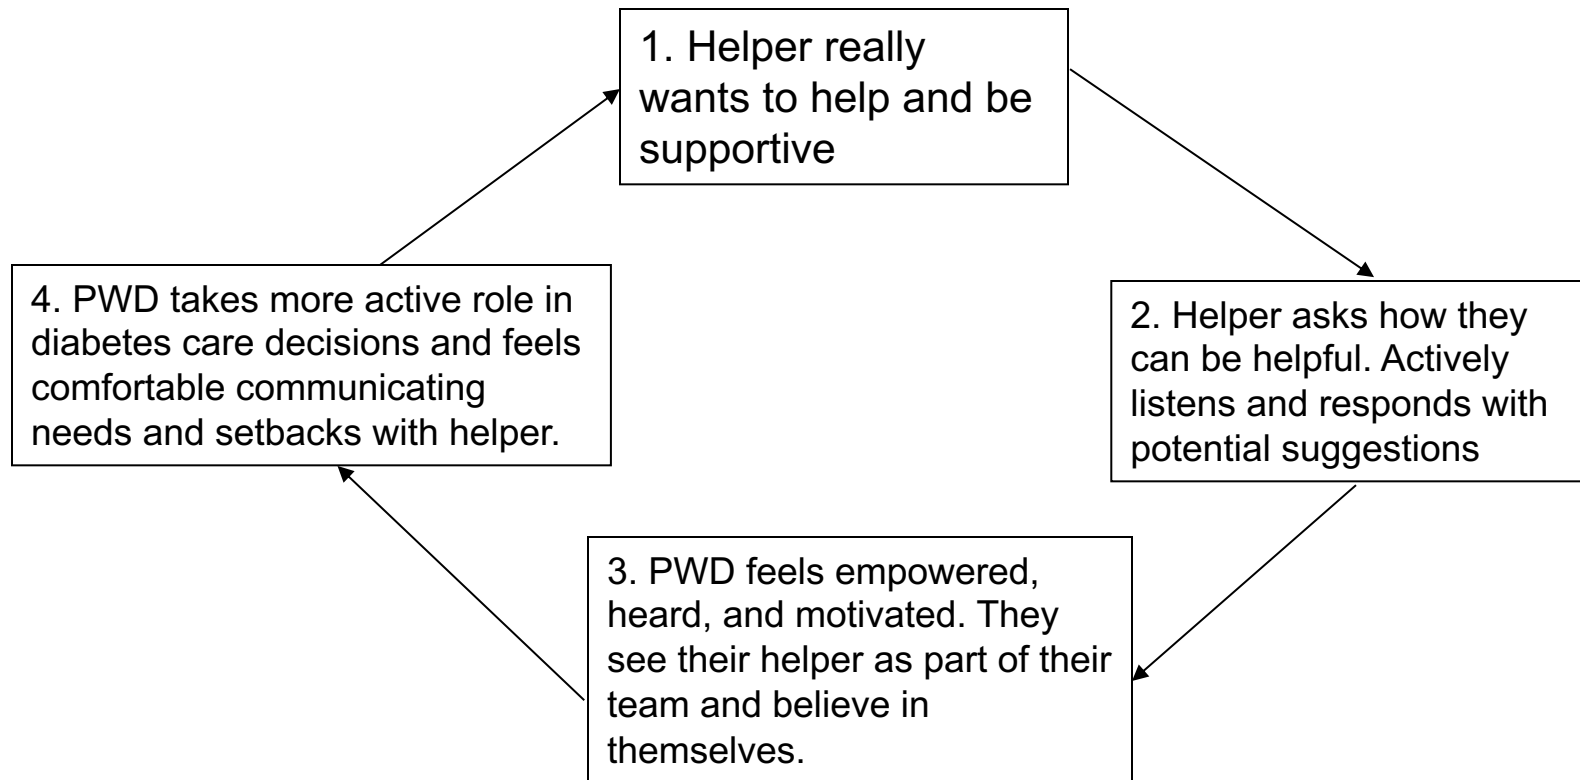 1. Helper really
wants to help and be
supportive
2. Helper asks how they
can be helpful. Actively
listens and responds with
potential suggestions
3. PWD feels empowered,
heard, and motivated. They
see their helper as part of their
team and believe in
themselves.
4. PWD takes more active role in
diabetes care decisions and feels
comfortable communicating
needs and setbacks with helper.